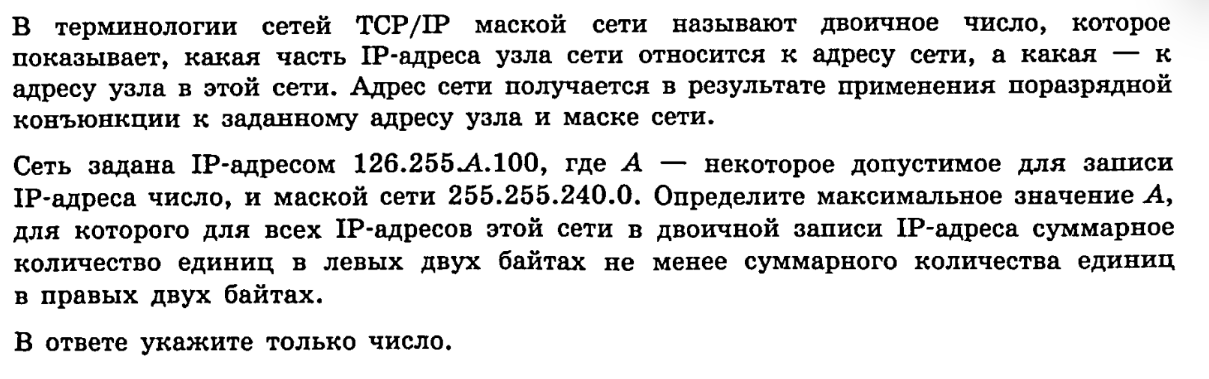 В терминологии сетей TCP/IP маской сети называют двоичное число, которое
показывает, какая часть IP-адреса узла сети относится к адресу сети, а какая — к
адресу узла в этой сети. Адрес сети получается в результате применения поразрядной
конъюнкции к заданному адресу узла и маске сети.
Сеть задана IP-адресом 126.255.A.100, где A — некоторое допустимое для записи
IP-адреса число, и маской сети 255.255.240.0. Определите максимальное значение A,
для которого для всех IP-адресов этой сети в двоичной записи IP-адреса суммарное
количество единиц в левых двух байтах не менее суммарного количества единиц
в правых двух байтах.
В ответе укажите только число.